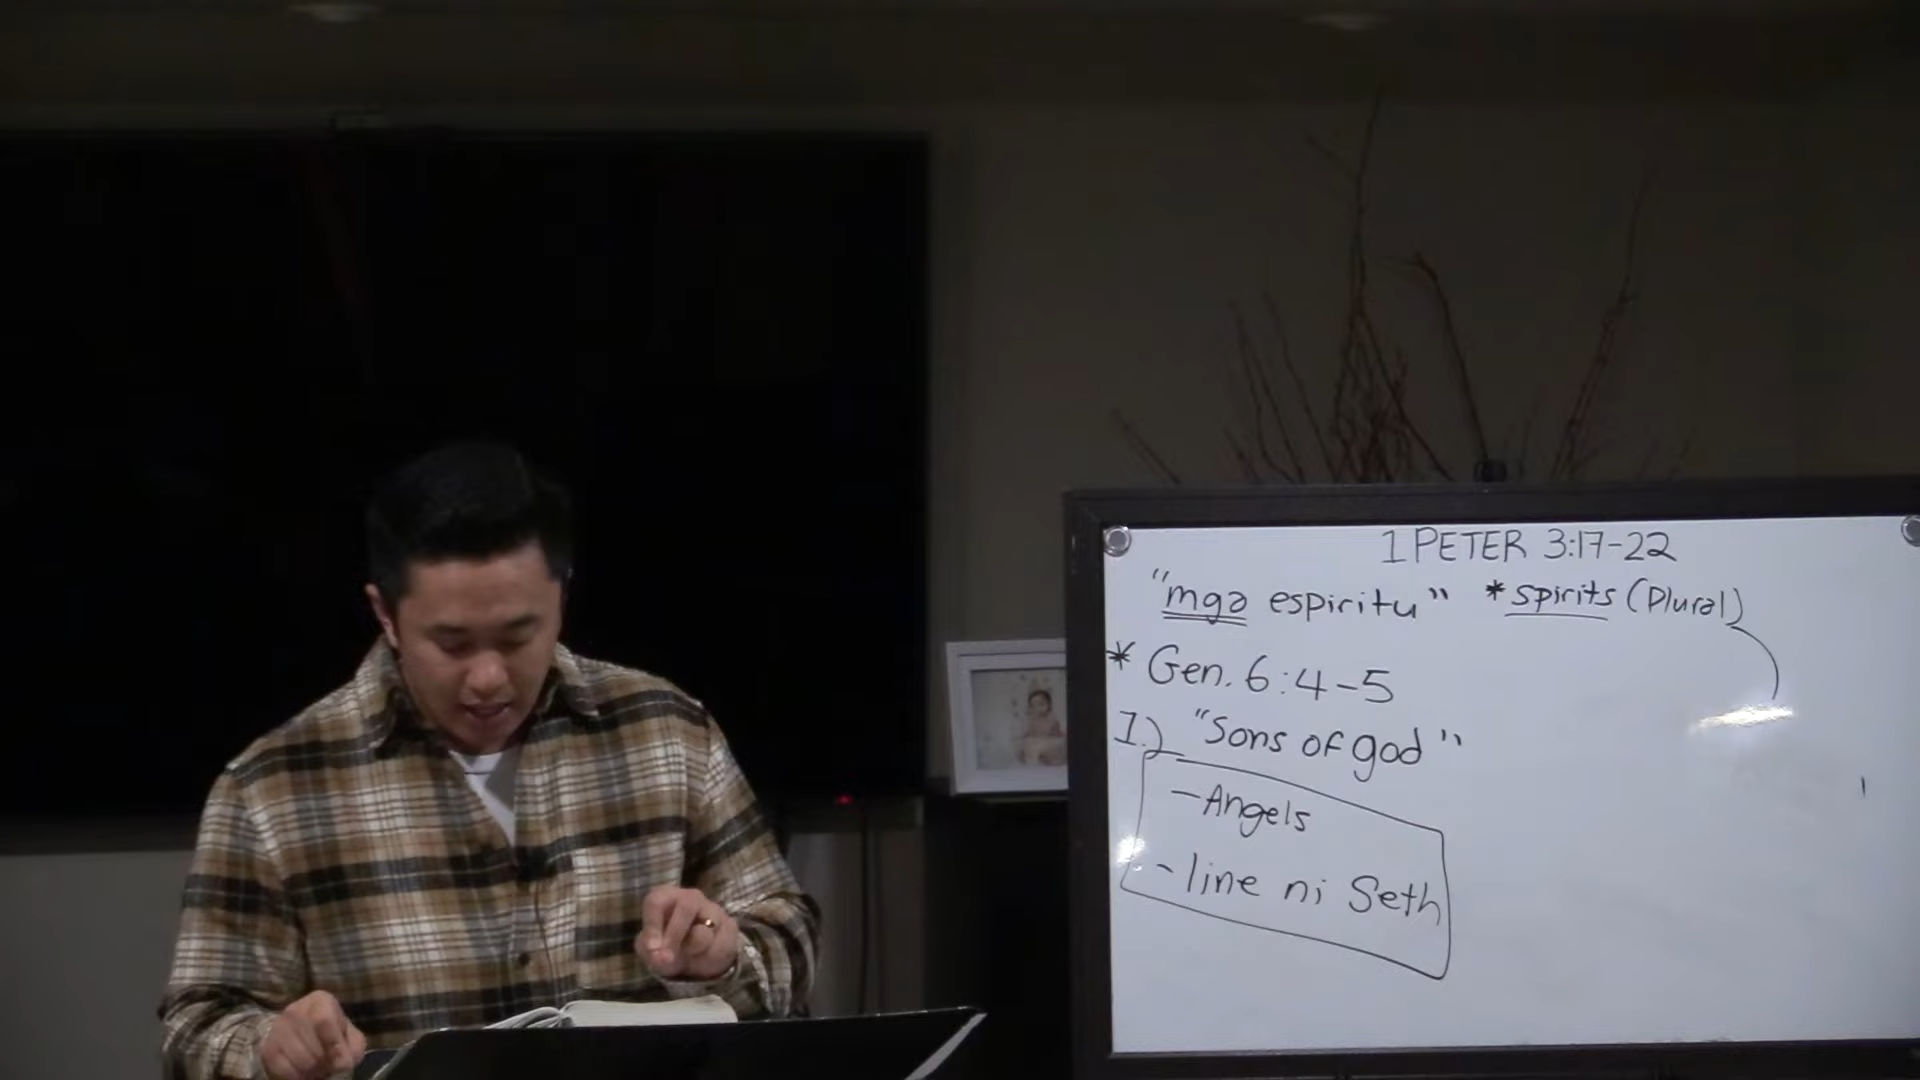 1 PETER 3:17-22
"mga espiritu" *spirits (Plural)
* Gen. 6:4-5
1.) "Sons of god"
- Angels
- line ni Seth